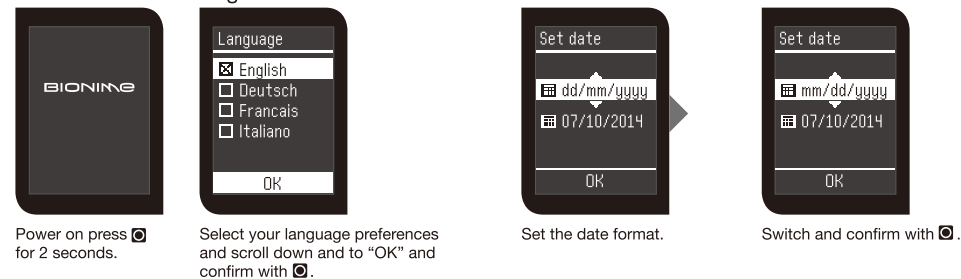 BIONIME
Power on press
for 2 seconds.
Language
English
Deutsch
Francais
Italiano
OK
Select your language preferences
and scroll down and to “OK” and
confirm with .
Set date
dd/mm/yyyy
07/10/2014
OK
Set the date format.
Set date
mm/dd/yyyy
07/10/2014
OK
Switch and confirm with .